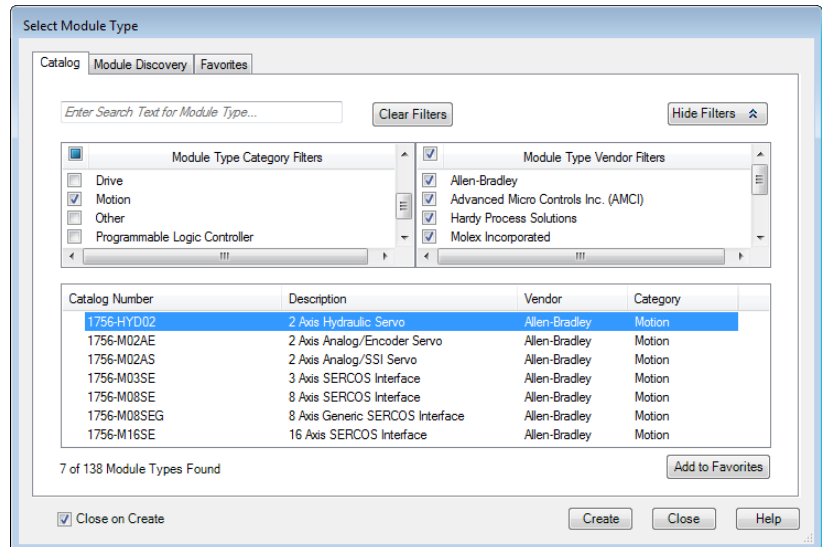 Select Module Type
Catalog Module Discovery Favorites
Enter Search Text for Module Type... Clear Filters Hide Filters
Module Type Category Filters Module Type Vendor Filters
Drive Allen-Bradley
Motion Advanced Micro Controls Inc. (AMCI)
Other Hardy Process Solutions
Programmable Logic Controller Molex Incorporated
Catalog Number Description Vendor Category
1756-HYD02 2 Axis Hydraulic Servo Allen-Bradley Motion
1756-M02AE 2 Axis Analog/Encoder Servo Allen-Bradley Motion
1756-M02AS 2 Axis Analog/SSI Servo Allen-Bradley Motion
1756-M03SE 3 Axis SERCOS Interface Allen-Bradley Motion
1756-M08SE 8 Axis SERCOS Interface Allen-Bradley Motion
1756-M08SEG 8 Axis Generic SERCOS Interface Allen-Bradley Motion
1756-M16SE 16 Axis SERCOS Interface Allen-Bradley Motion
7 of 138 Module Types Found Add to Favorites
Close on Create Create Close Help